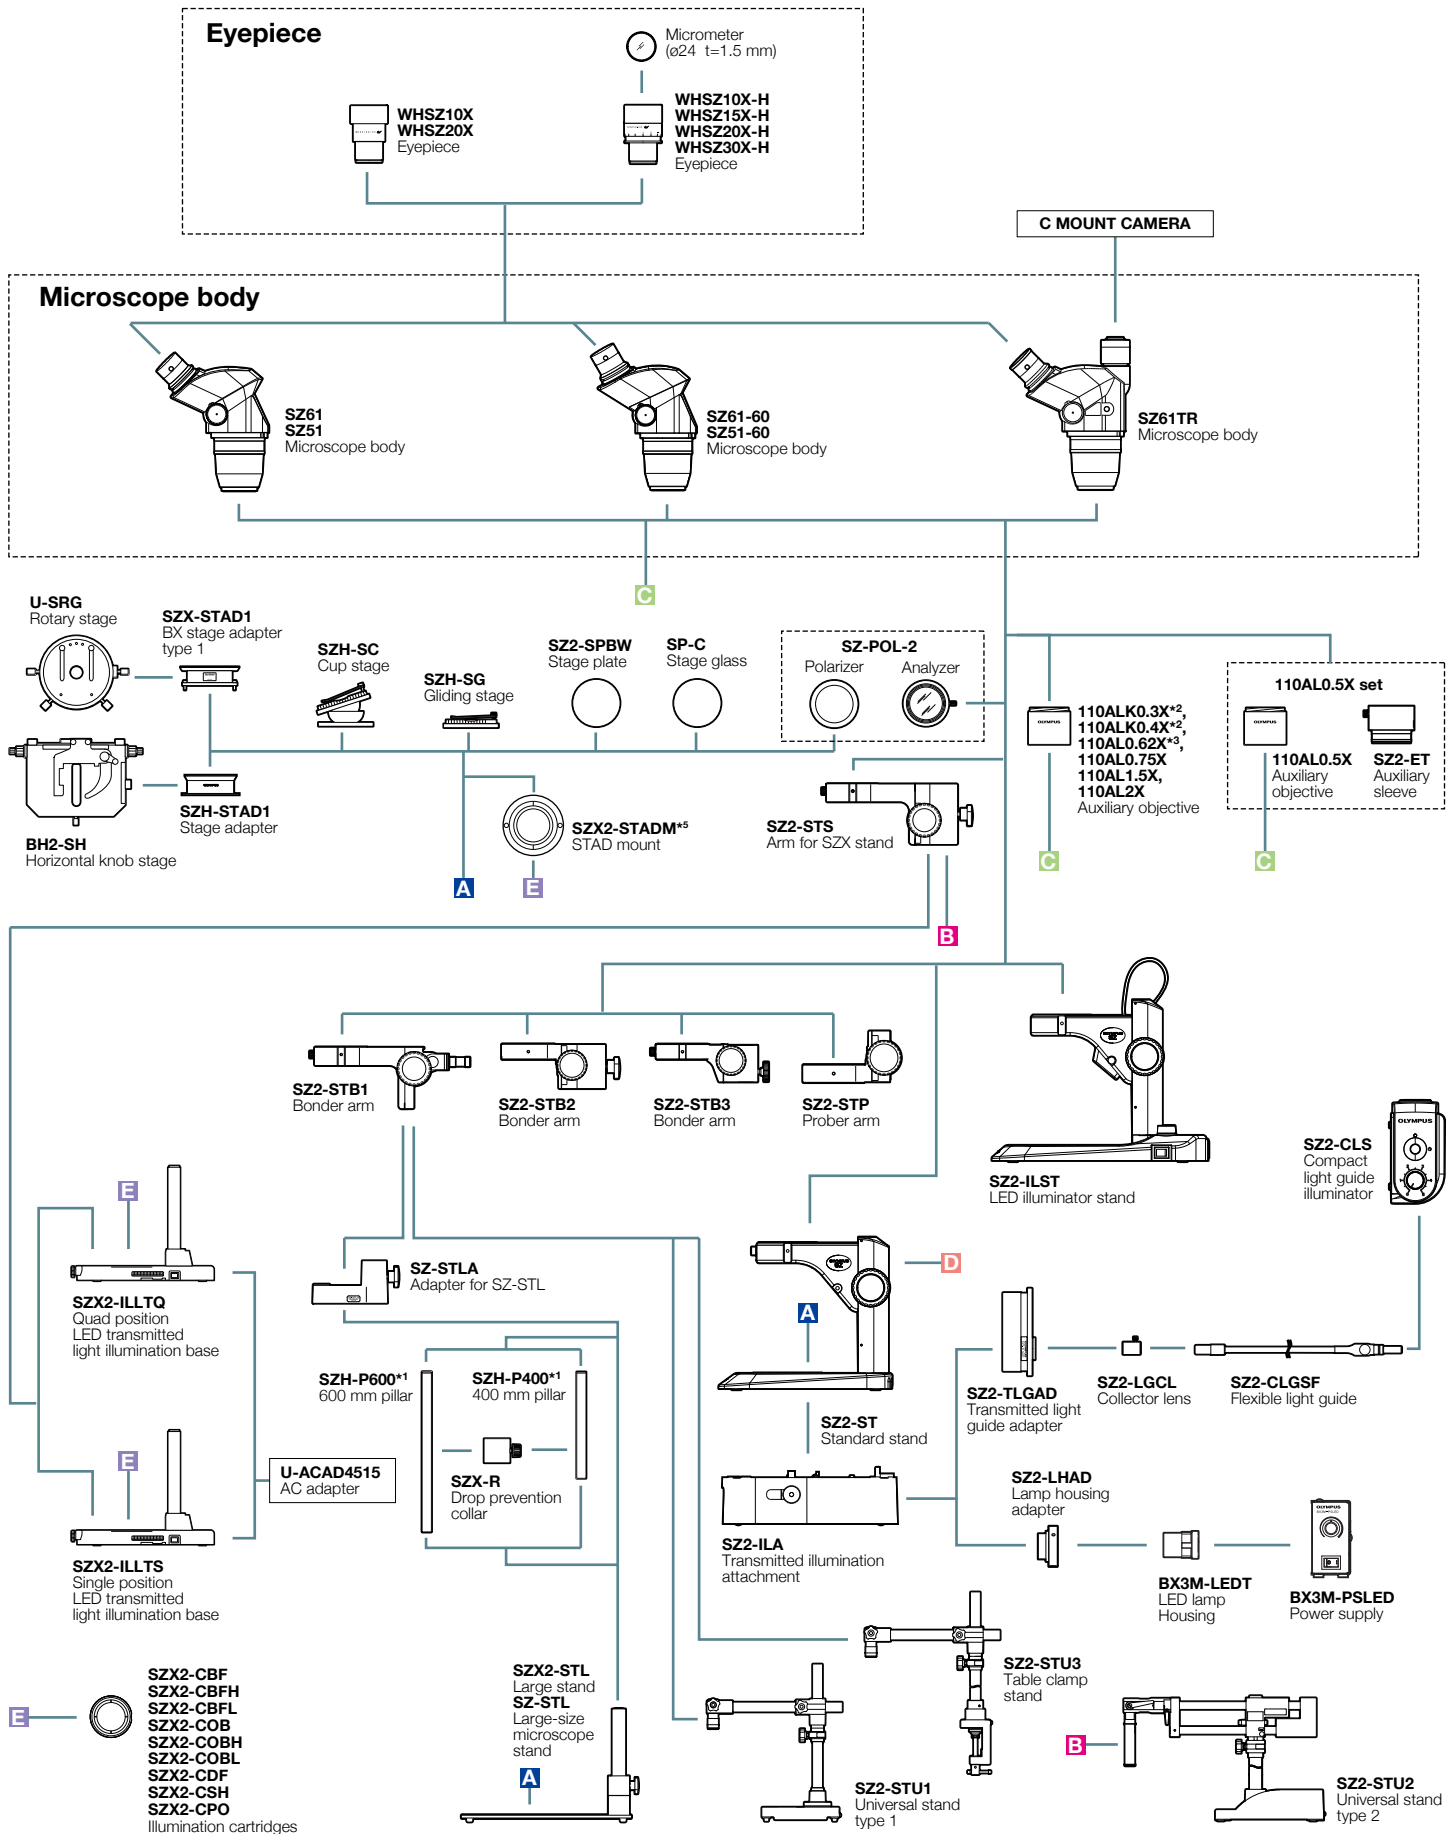 Eyepiece
Micrometer
(ø24  t=1.5 mm)
WHSZ10X
WHSZ20X
Eyepiece
WHSZ10X-H
WHSZ15X-H
WHSZ20X-H
WHSZ30X-H
Eyepiece
C MOUNT CAMERA
Microscope body
SZ61
SZ51
Microscope body
SZ61-60
SZ51-60
Microscope body
SZ61TR
Microscope body
C
U-SRG
Rotary stage
SZX-STAD1
BX stage adapter
type 1
SZH-SC
Cup stage
SZH-SG
Gliding stage
SZ2-SPBW
Stage plate
SP-C
Stage glass
SZ-POL-2
Polarizer
Analyzer
OLYMPUS
110ALK0.3X*2,
110ALK0.4X*2,
110AL0.62X*3,
110AL0.75X
110AL1.5X,
110AL2X
Auxiliary objective
110AL0.5X set
OLYMPUS
110AL0.5X
Auxiliary
objective
SZ2-ET
Auxiliary
sleeve
BH2-SH
Horizontal knob stage
SZH-STAD1
Stage adapter
SZX2-STADM*5
STAD mount
SZ2-STS
Arm for SZX stand
A
E
C
C
B
SZ2-STB1
Bonder arm
SZ2-STB2
Bonder arm
SZ2-STB3
Bonder arm
SZ2-STP
Prober arm
SZ2-ILST
LED illuminator stand
OLYMPUS
SZ2-CLS
Compact
light guide
illuminator
E
SZX2-ILLTQ
Quad position
LED transmitted
light illumination base
SZ-STLA
Adapter for SZ-STL
D
A
SZH-P600*1
600 mm pillar
SZH-P400*1
400 mm pillar
SZ2-ST
Standard stand
SZ2-TLGAD
Transmitted light
guide adapter
SZ2-LGCL
Collector lens
SZ2-CLGSF
Flexible light guide
E
U-ACAD4515
AC adapter
SZX-R
Drop prevention
collar
SZX2-ILLTS
Single position
LED transmitted
light illumination base
SZ2-ILA
Transmitted illumination
attachment
SZ2-LHAD
Lamp housing
adapter
BX3M-LEDT
LED lamp
Housing
OLYMPUS
BX3M-PSLED
Power supply
E
SZX2-CBF
SZX2-CBFH
SZX2-CBFL
SZX2-COB
SZX2-COBH
SZX2-COBL
SZX2-CDF
SZX2-CSH
SZX2-CPO
Illumination cartridges
SZX2-STL
Large stand
SZ-STL
Large-size
microscope
stand
A
SZ2-STU3
Table clamp
stand
SZ2-STU1
Universal stand
type 1
B
SZ2-STU2
Universal stand
type 2